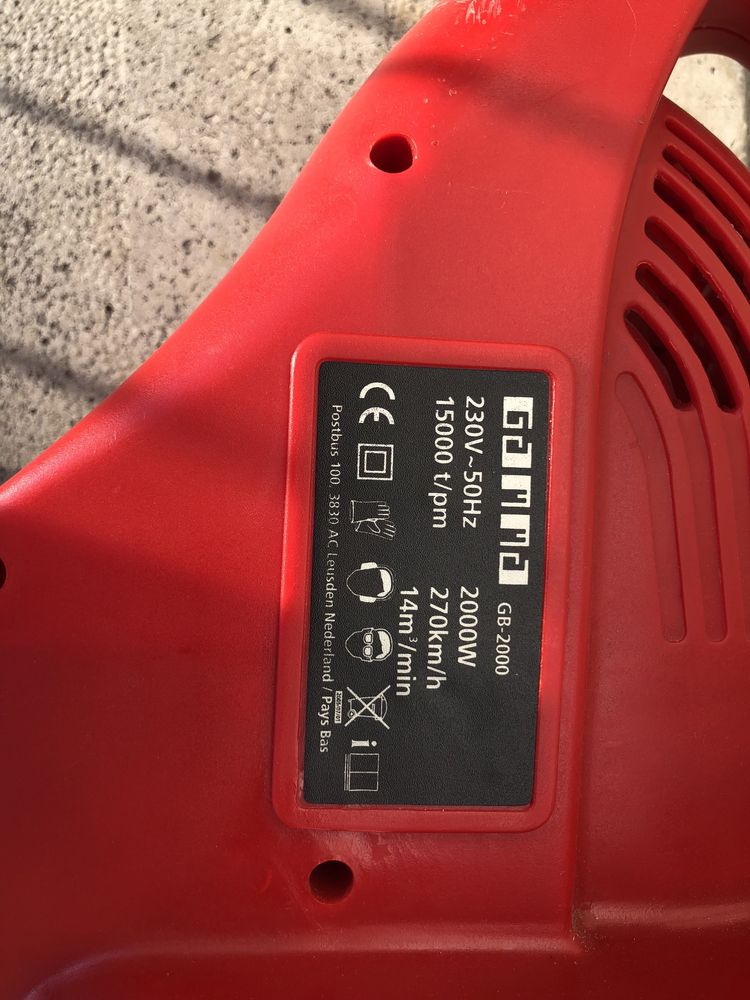 GAMMA GB-2000
230V~50Hz 2000W
15000 t/pm 270km/h
14m³/min
CE
i
Postbus 100, 3830 AC Leusden Nederland / Pays Bas